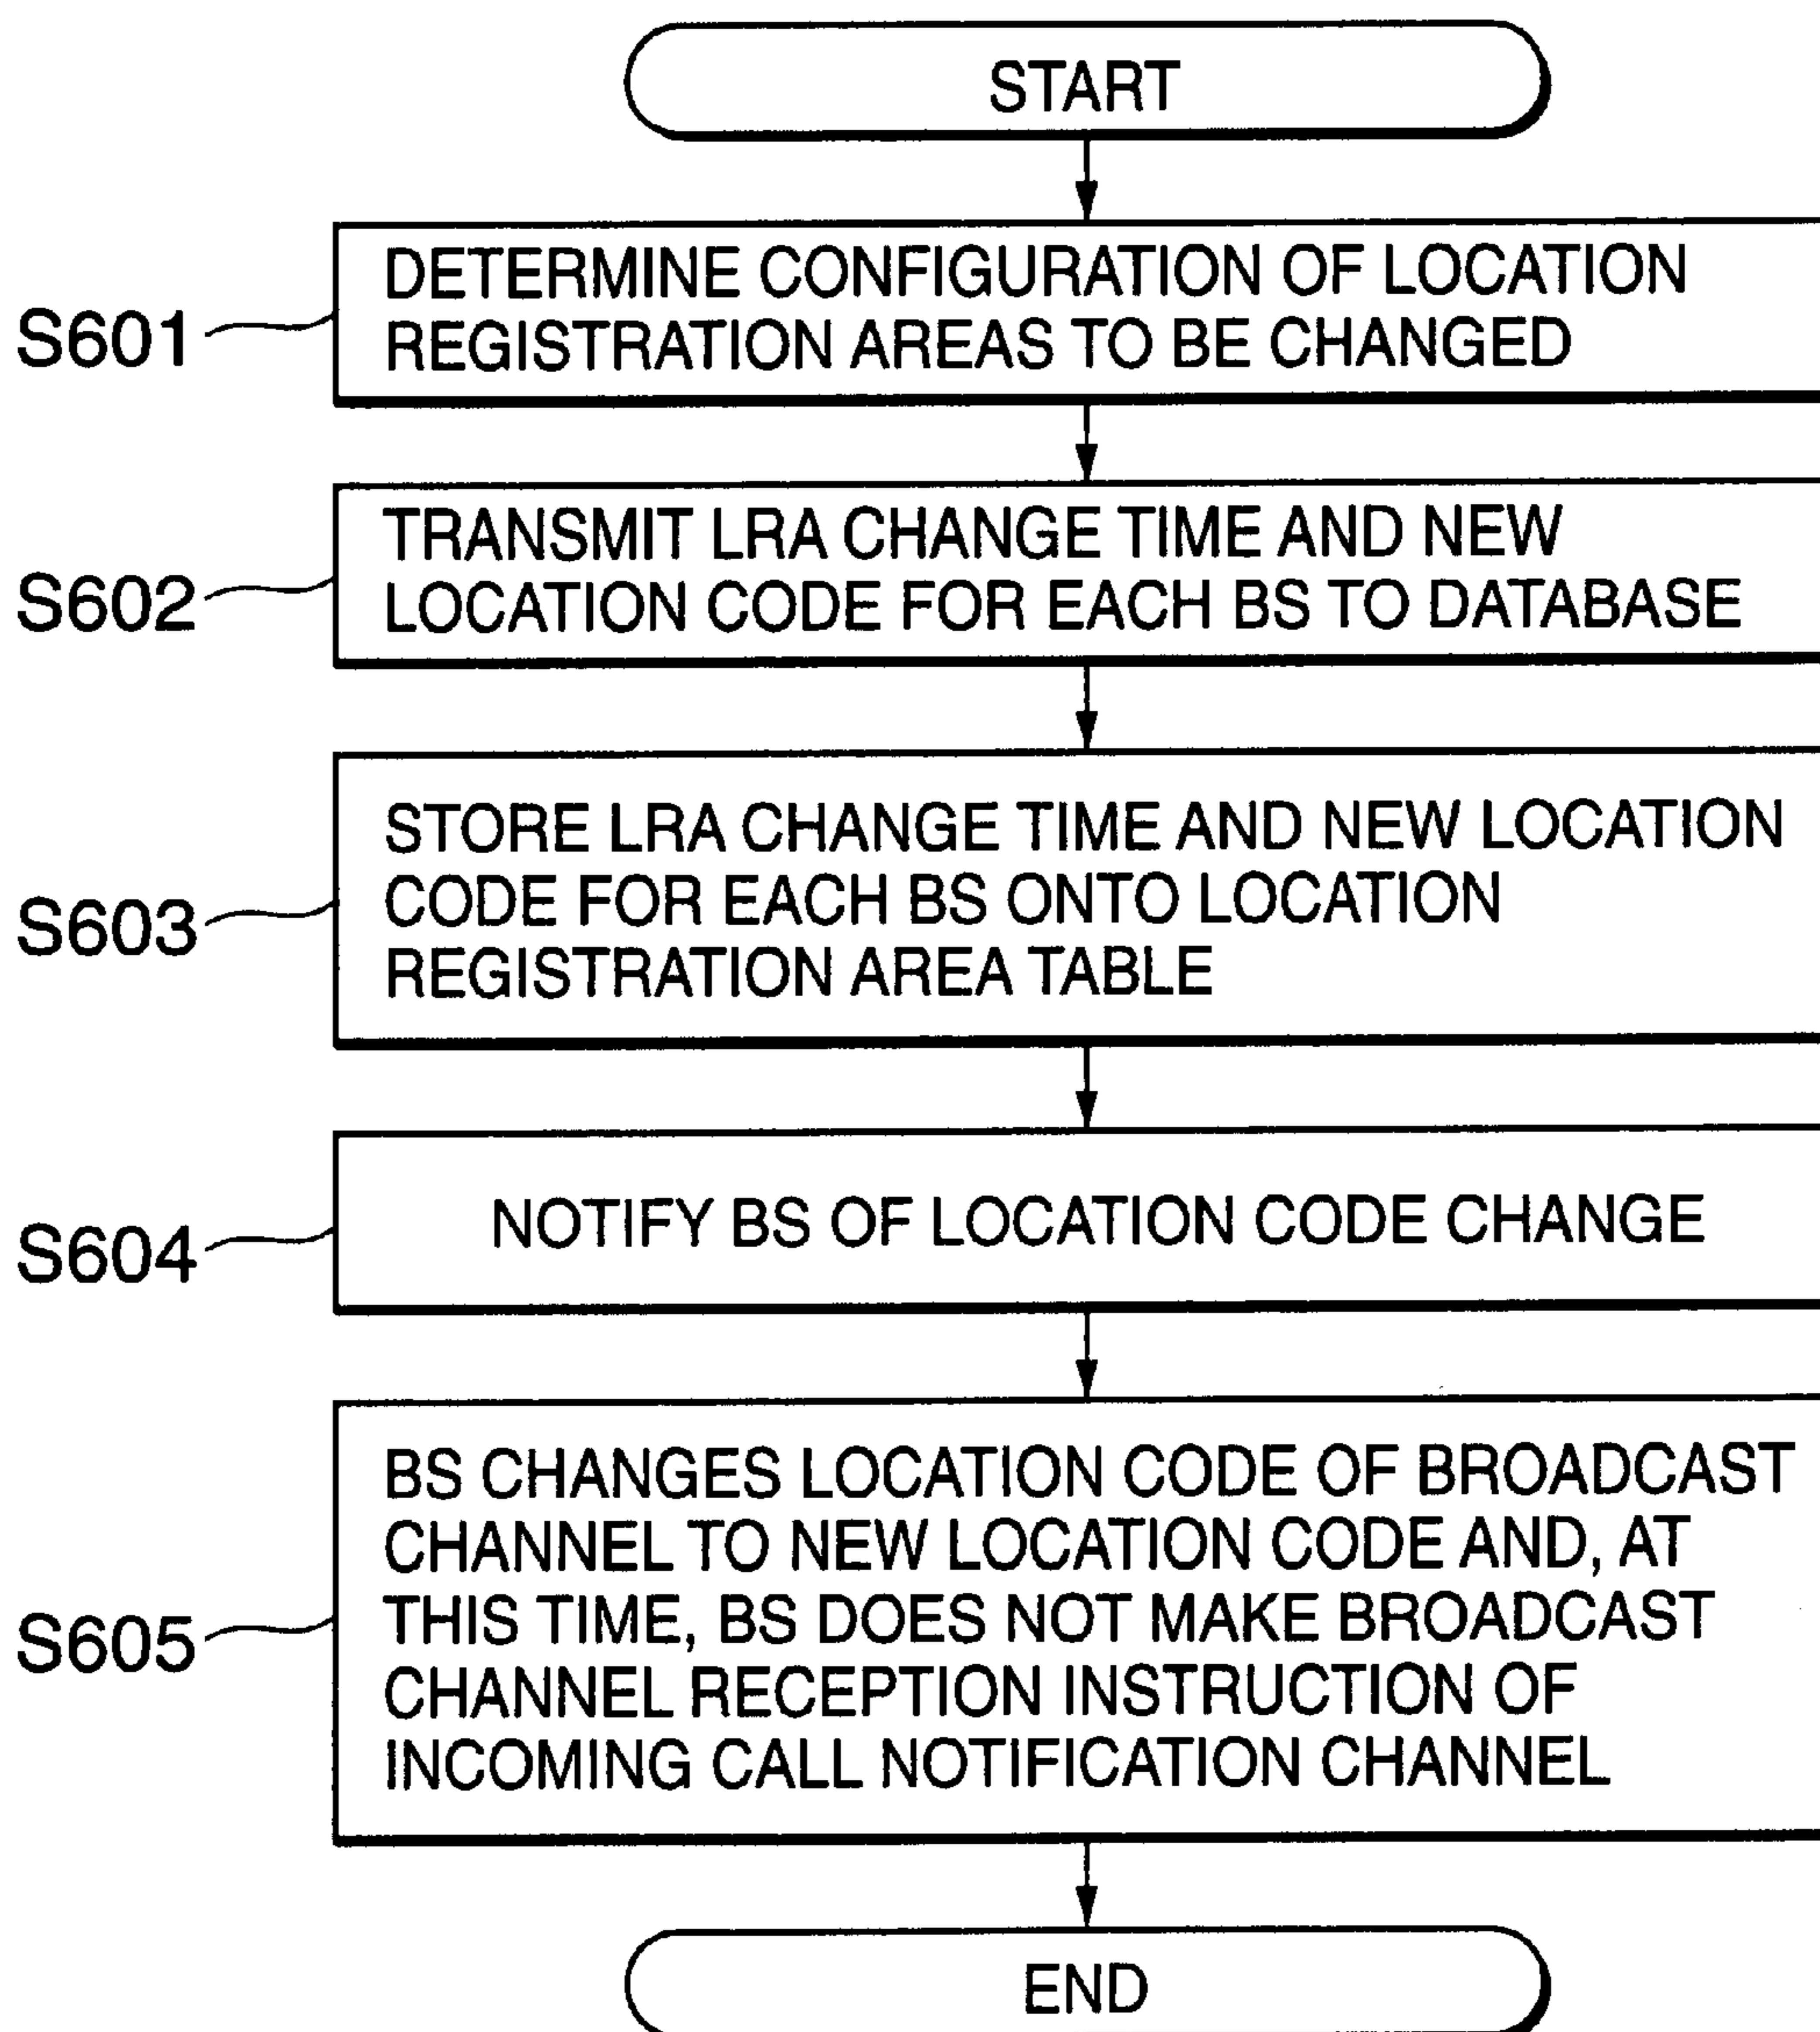 START
S601
DETERMINE CONFIGURATION OF LOCATION
REGISTRATION AREAS TO BE CHANGED
S602
TRANSMIT LRA CHANGE TIME AND NEW
LOCATION CODE FOR EACH BS TO DATABASE
S603
STORE LRA CHANGE TIME AND NEW LOCATION
CODE FOR EACH BS ONTO LOCATION
REGISTRATION AREA TABLE
S604
NOTIFY BS OF LOCATION CODE CHANGE
S605
BS CHANGES LOCATION CODE OF BROADCAST
CHANNEL TO NEW LOCATION CODE AND, AT
THIS TIME, BS DOES NOT MAKE BROADCAST
CHANNEL RECEPTION INSTRUCTION OF
INCOMING CALL NOTIFICATION CHANNEL
END